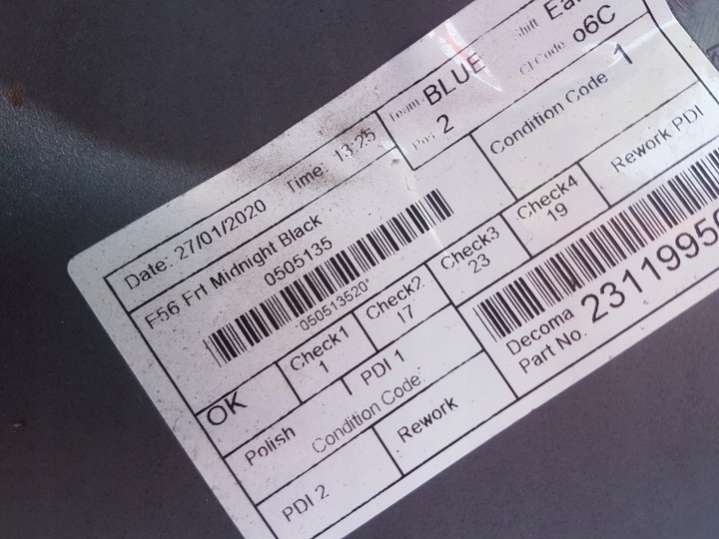 Date: 27/01/2020 Time: 13:25
Team: BLUE
Shift
2
CI Code o6C
F56 Frt Midnight Black
0505135
*050513520*
Condition Code 1
OK
Check1
1
Check2
17
Check3
23
Check4
19
Rework PDI
Polish
PDI 1
Condition Code:
Decoma
Part No. 2311995
PDI 2
Rework